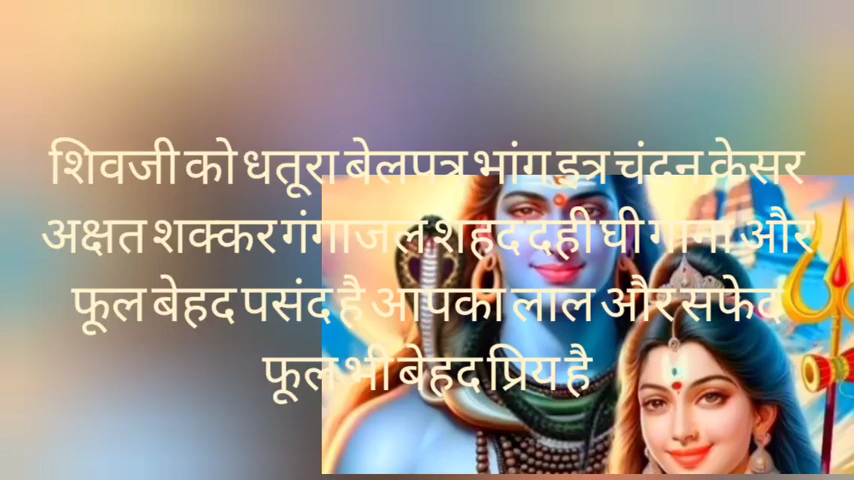 शिवजी को धतूरा बेलपत्र भांग इत्र चंदन केसर
अक्षत शक्कर गंगाजल शहद दही घी गाना और
फूल बेहद पसंद है आपका लाल और सफेद
फूल भी बेहद प्रिय है